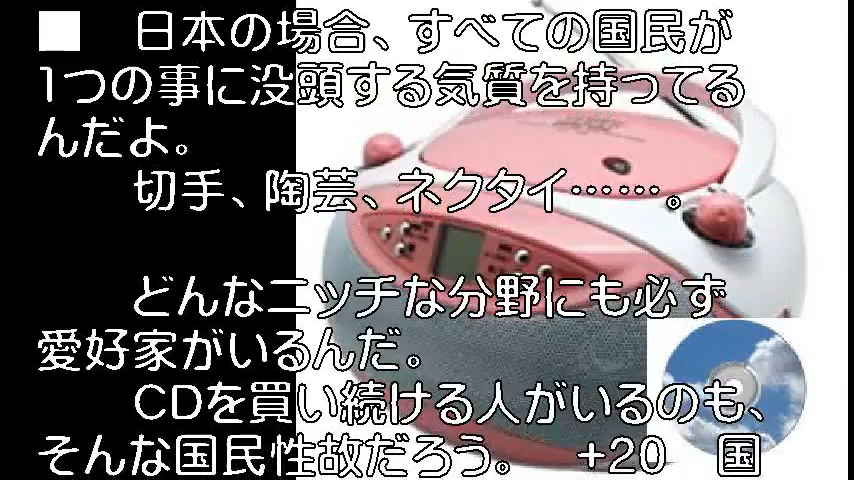 ■　日本の場合、すべての国民が
1つの事に没頭する気質を持ってる
んだよ。
切手、陶芸、ネクタイ……。
どんなニッチな分野にも必ず
愛好家がいるんだ。
CDを買い続ける人がいるのも、
そんな国民性故だろう。　+20　国